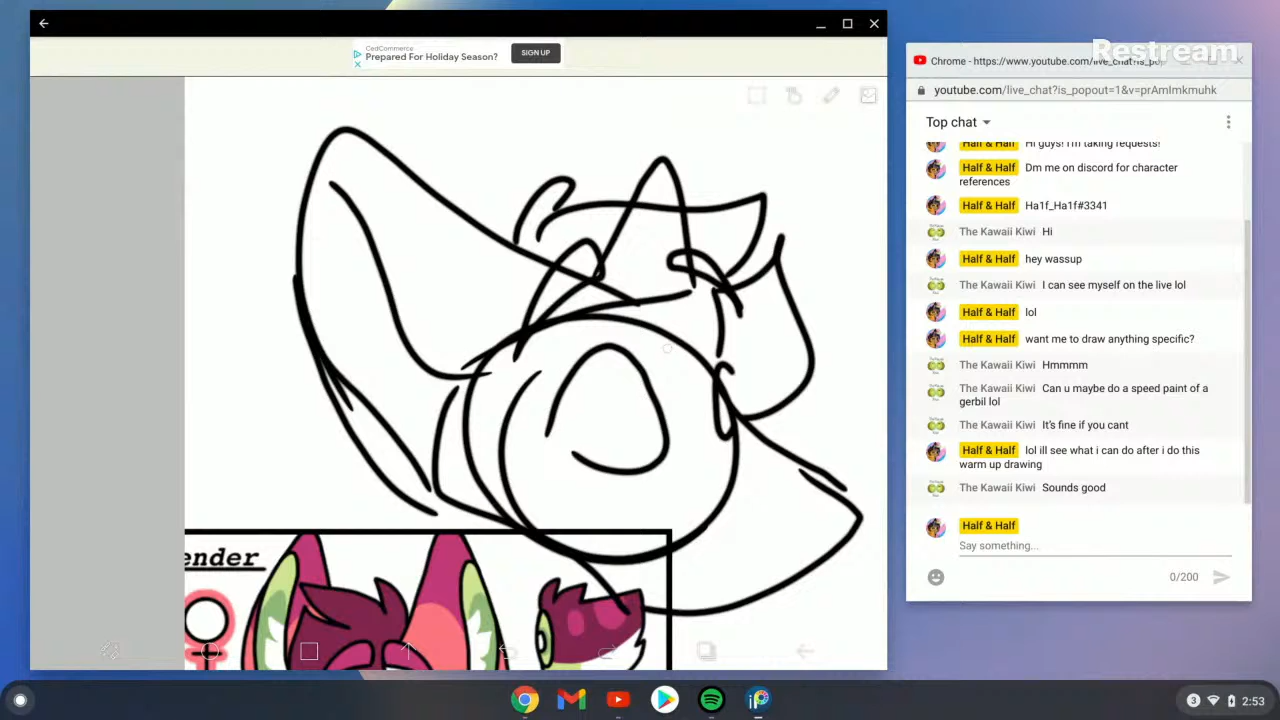 CedCommerce
Prepared For Holiday Season?
SIGN UP
Restream
Chrome - https://www.youtube.com/live_chat?is_po
youtube.com/live_chat?is_popout=1&v=prAmlmkmuhk
Top chat
Half & Half Hi guys! I'm taking requests!
Half & Half Dm me on discord for character
references
Half & Half Ha1f_Ha1f#3341
The Kawaii Kiwi Hi
Half & Half hey wassup
The Kawaii Kiwi I can see myself on the live lol
Half & Half lol
Half & Half want me to draw anything specific?
The Kawaii Kiwi Hmmmm
The Kawaii Kiwi Can u maybe do a speed paint of a
gerbil lol
The Kawaii Kiwi It's fine if you cant
Half & Half lol ill see what i can do after i do this
warm up drawing
The Kawaii Kiwi Sounds good
Half & Half
Say something...
0/200
ender
3
2:53